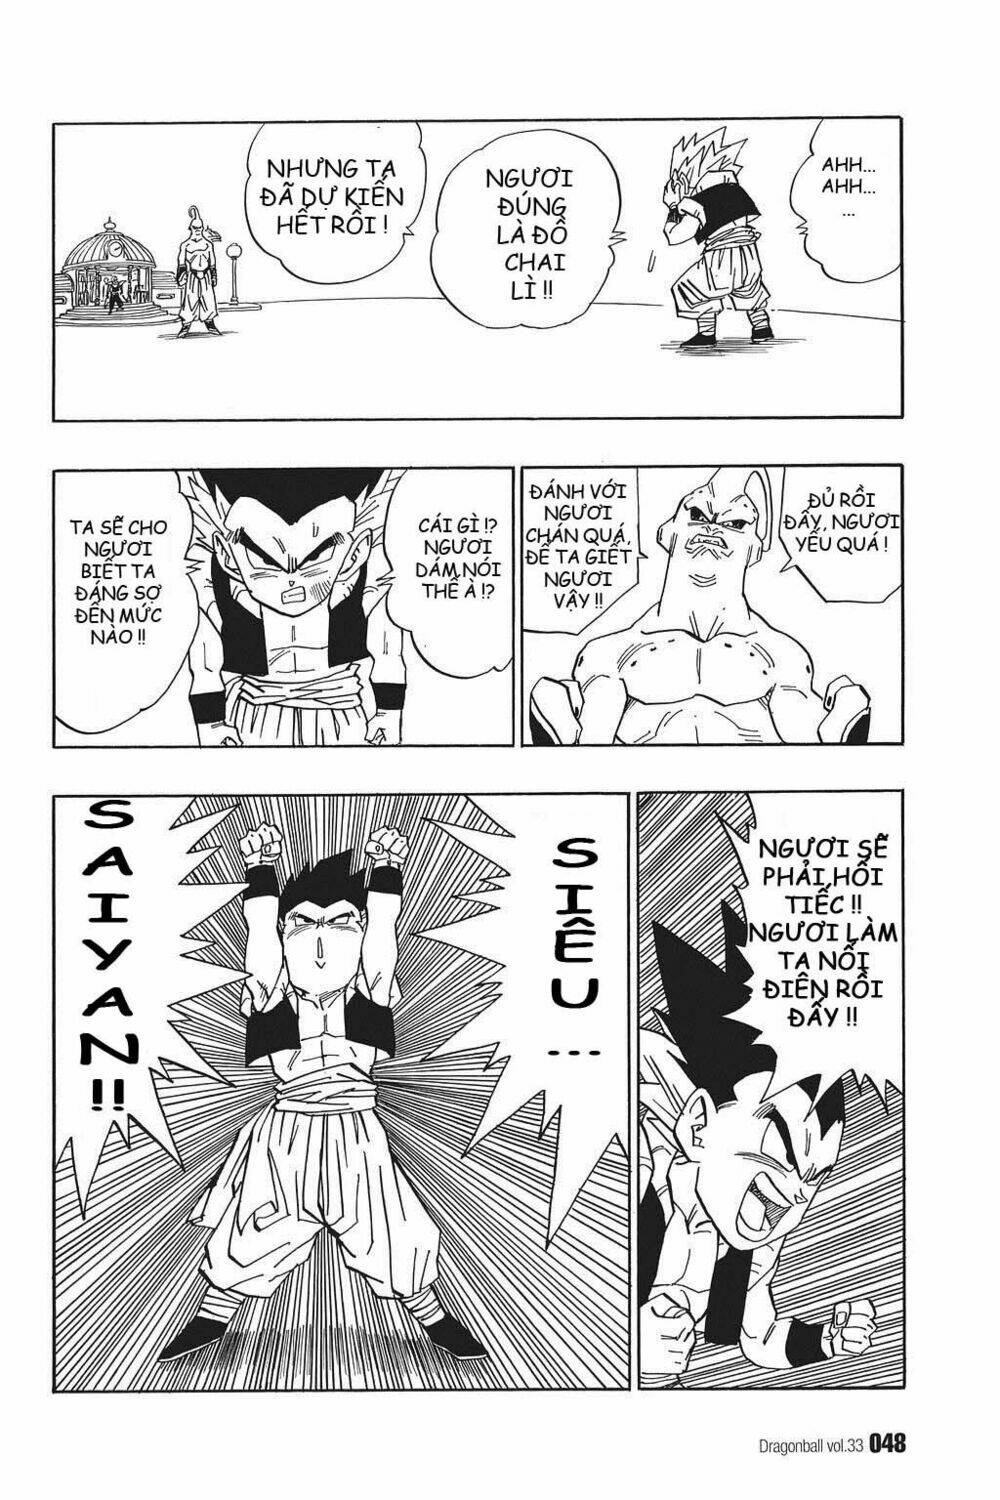 AHH...
AHH...
...
NGƯƠI
ĐÚNG
LÀ ĐỒ
CHAI
LÌ !!
NHƯNG TA
ĐÃ DỰ KIẾN
HẾT RỒI !
ĐỦ RỒI
ĐẤY, NGƯƠI
YẾU QUÁ !
ĐÁNH VỚI
NGƯƠI
CHÁN QUÁ,
ĐỂ TA GIẾT
NGƯƠI
VẬY !!
CÁI GÌ !?
NGƯƠI
DÁM NÓI
THẾ À !?
TA SẼ CHO
NGƯƠI
BIẾT TA
ĐÁNG SỢ
ĐẾN MỨC
NÀO !!
NGƯƠI SẼ
PHẢI HỐI
TIẾC !!
NGƯƠI LÀM
TA NỔI
ĐIÊN RỒI
ĐẤY !!
SIÊU
...
SAIYAN!!
Dragonball vol.33 048